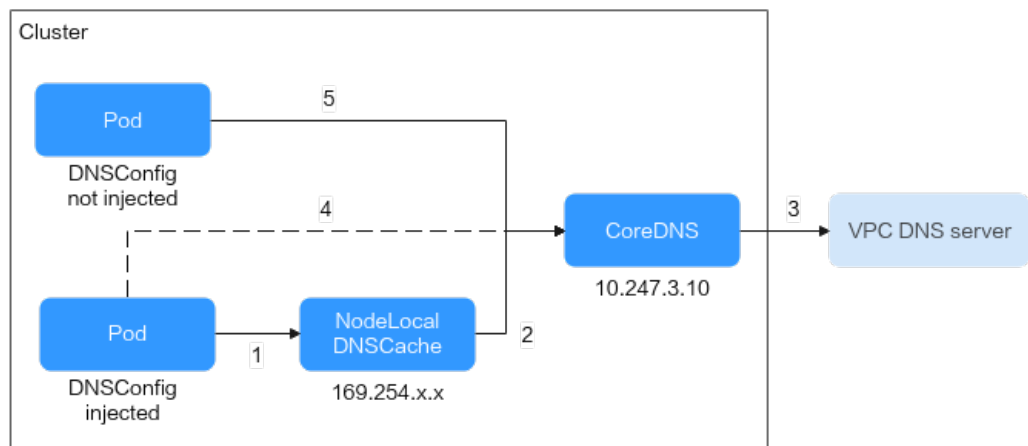 Cluster
Pod
5
DNSConfig
not injected
4
CoreDNS
3
VPC DNS server
10.247.3.10
Pod
1
NodeLocal
DNSCache
2
DNSConfig
injected
169.254.x.x